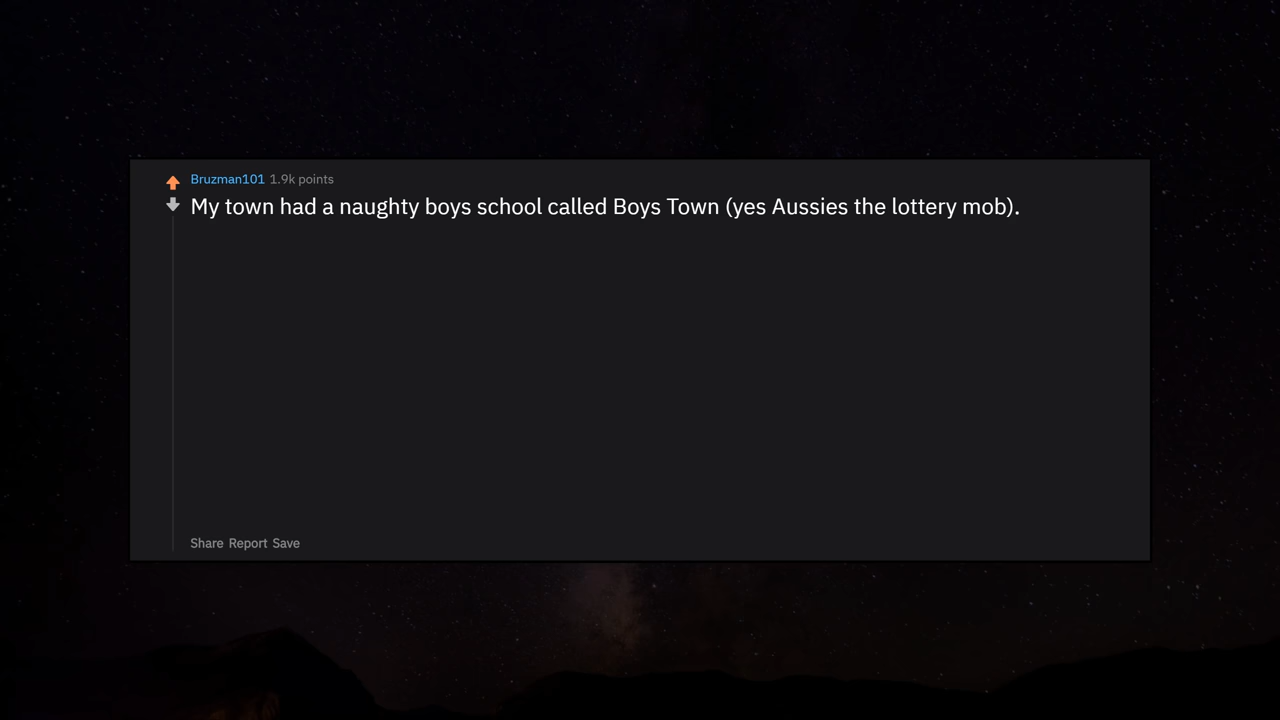 Bruzman101 1.9k points
My town had a naughty boys school called Boys Town (yes Aussies the lottery mob).
Share Report Save